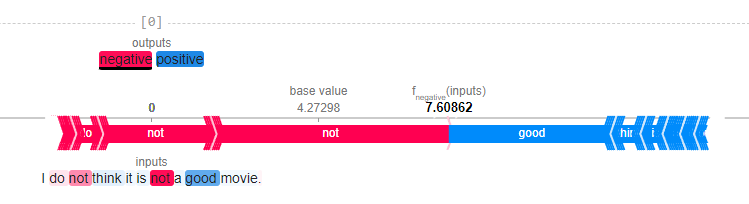 [0]
outputs
negative positive
base value f negative (inputs)
0 4.27298 7.60862
not not good
inputs
I do not think it is not a good movie.